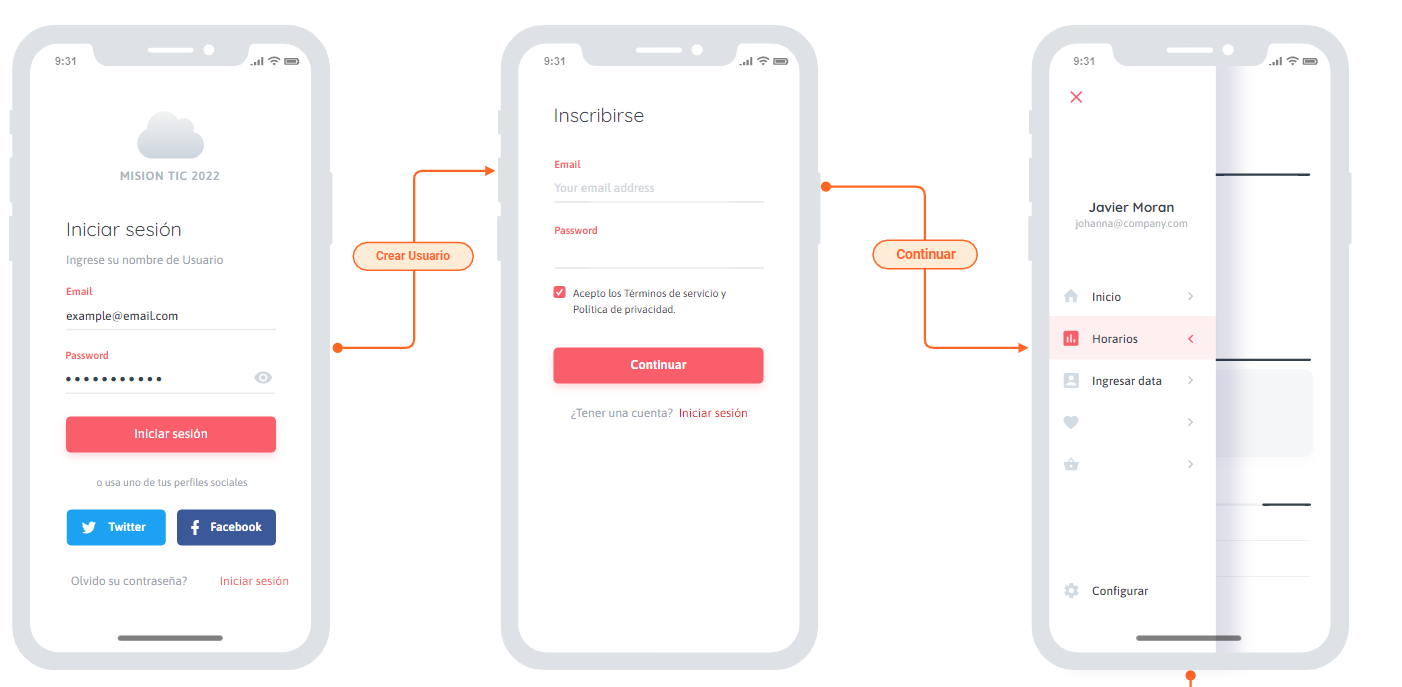 9:31
MISION TIC 2022
Iniciar sesión
Ingrese su nombre de Usuario
Email
example@email.com
Password
Iniciar sesión
o usa uno de tus perfiles sociales
Twitter
Facebook
Olvido su contraseña? Iniciar sesión
Crear Usuario
9:31
Inscribirse
Email
Your email address
Password
Acepto los Términos de servicio y
Política de privacidad.
Continuar
¿Tener una cuenta? Iniciar sesión
Continuar
9:31
Javier Moran
johanna@company.com
Inicio
Horarios
Ingresar data
Configurar